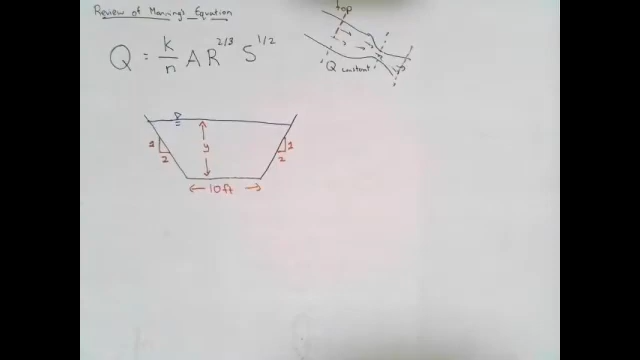 Review of Manning's Equation
top
Q = k/n A R^2/3 S^1/2
Q constant
1 y 1
2 2
10ft